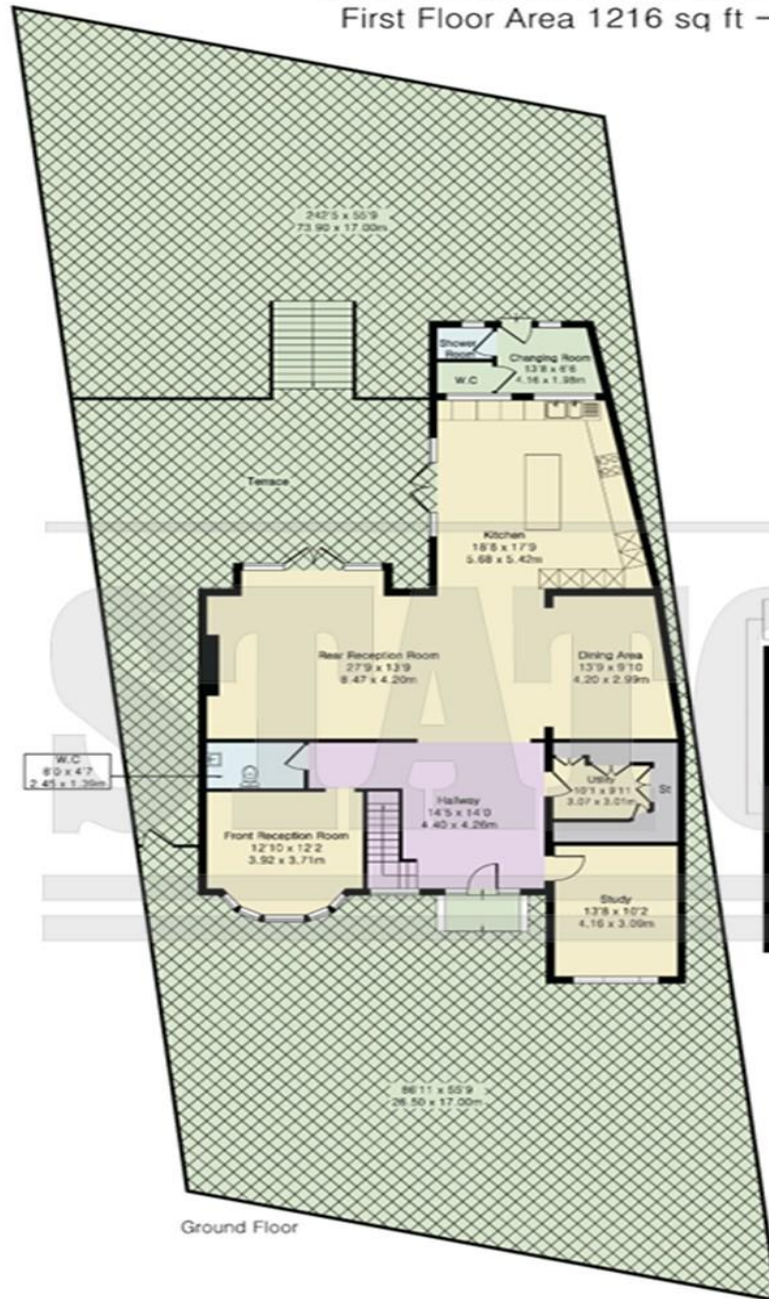 First Floor Area 1216 sq ft -
242'5 x 55'9
73.90 x 17.00m
Shower
Room
Changing Room
13'8 x 6'6
4.16 x 1.98m
W.C
Terrace
Kitchen
18'8 x 17'9
5.68 x 5.42m
Rear Reception Room
27'9 x 13'9
8.47 x 4.20m
Dining Area
13'9 x 9'10
4.20 x 2.99m
W.C
8'0 x 4'7
2.45 x 1.39m
Hallway
14'5 x 14'0
4.40 x 4.26m
Utility
10'1 x 9'11
3.07 x 3.01m
St
Front Reception Room
12'10 x 12'2
3.92 x 3.71m
Study
13'8 x 10'2
4.16 x 3.09m
86'11 x 55'9
26.50 x 17.00m
Ground Floor